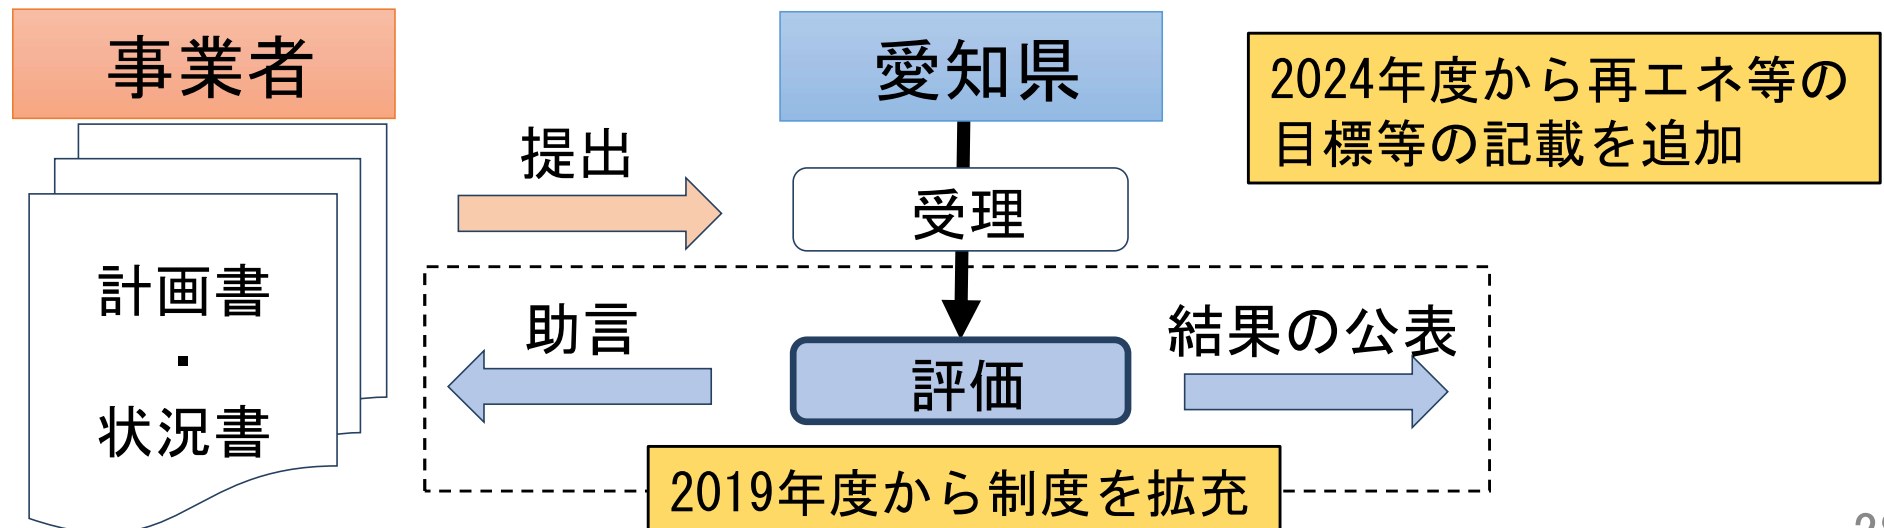 事業者
愛知県
2024年度から再エネ等の
目標等の記載を追加
提出
受理
計画書
・
状況書
助言
評価
結果の公表
2019年度から制度を拡充